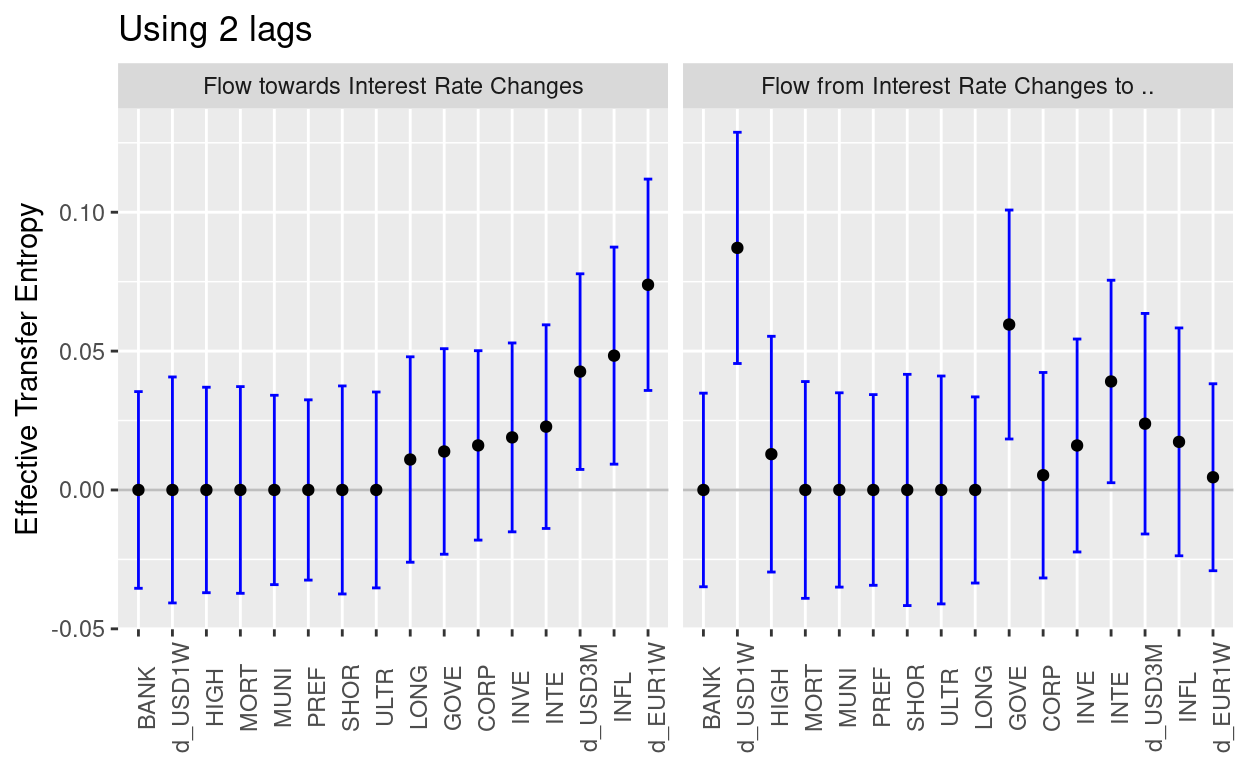 Using 2 lags
Flow towards Interest Rate Changes
Flow from Interest Rate Changes to ..
Effective Transfer Entropy
0.10
0.05
0.00
-0.05
BANK
d_USD1W
HIGH
MORT
MUNI
PREF
SHOR
ULTR
LONG
GOVE
CORP
INVE
INTE
d_USD3M
INFL
d_EUR1W
BANK
d_USD1W
HIGH
MORT
MUNI
PREF
SHOR
ULTR
LONG
GOVE
CORP
INVE
INTE
d_USD3M
INFL
d_EUR1W